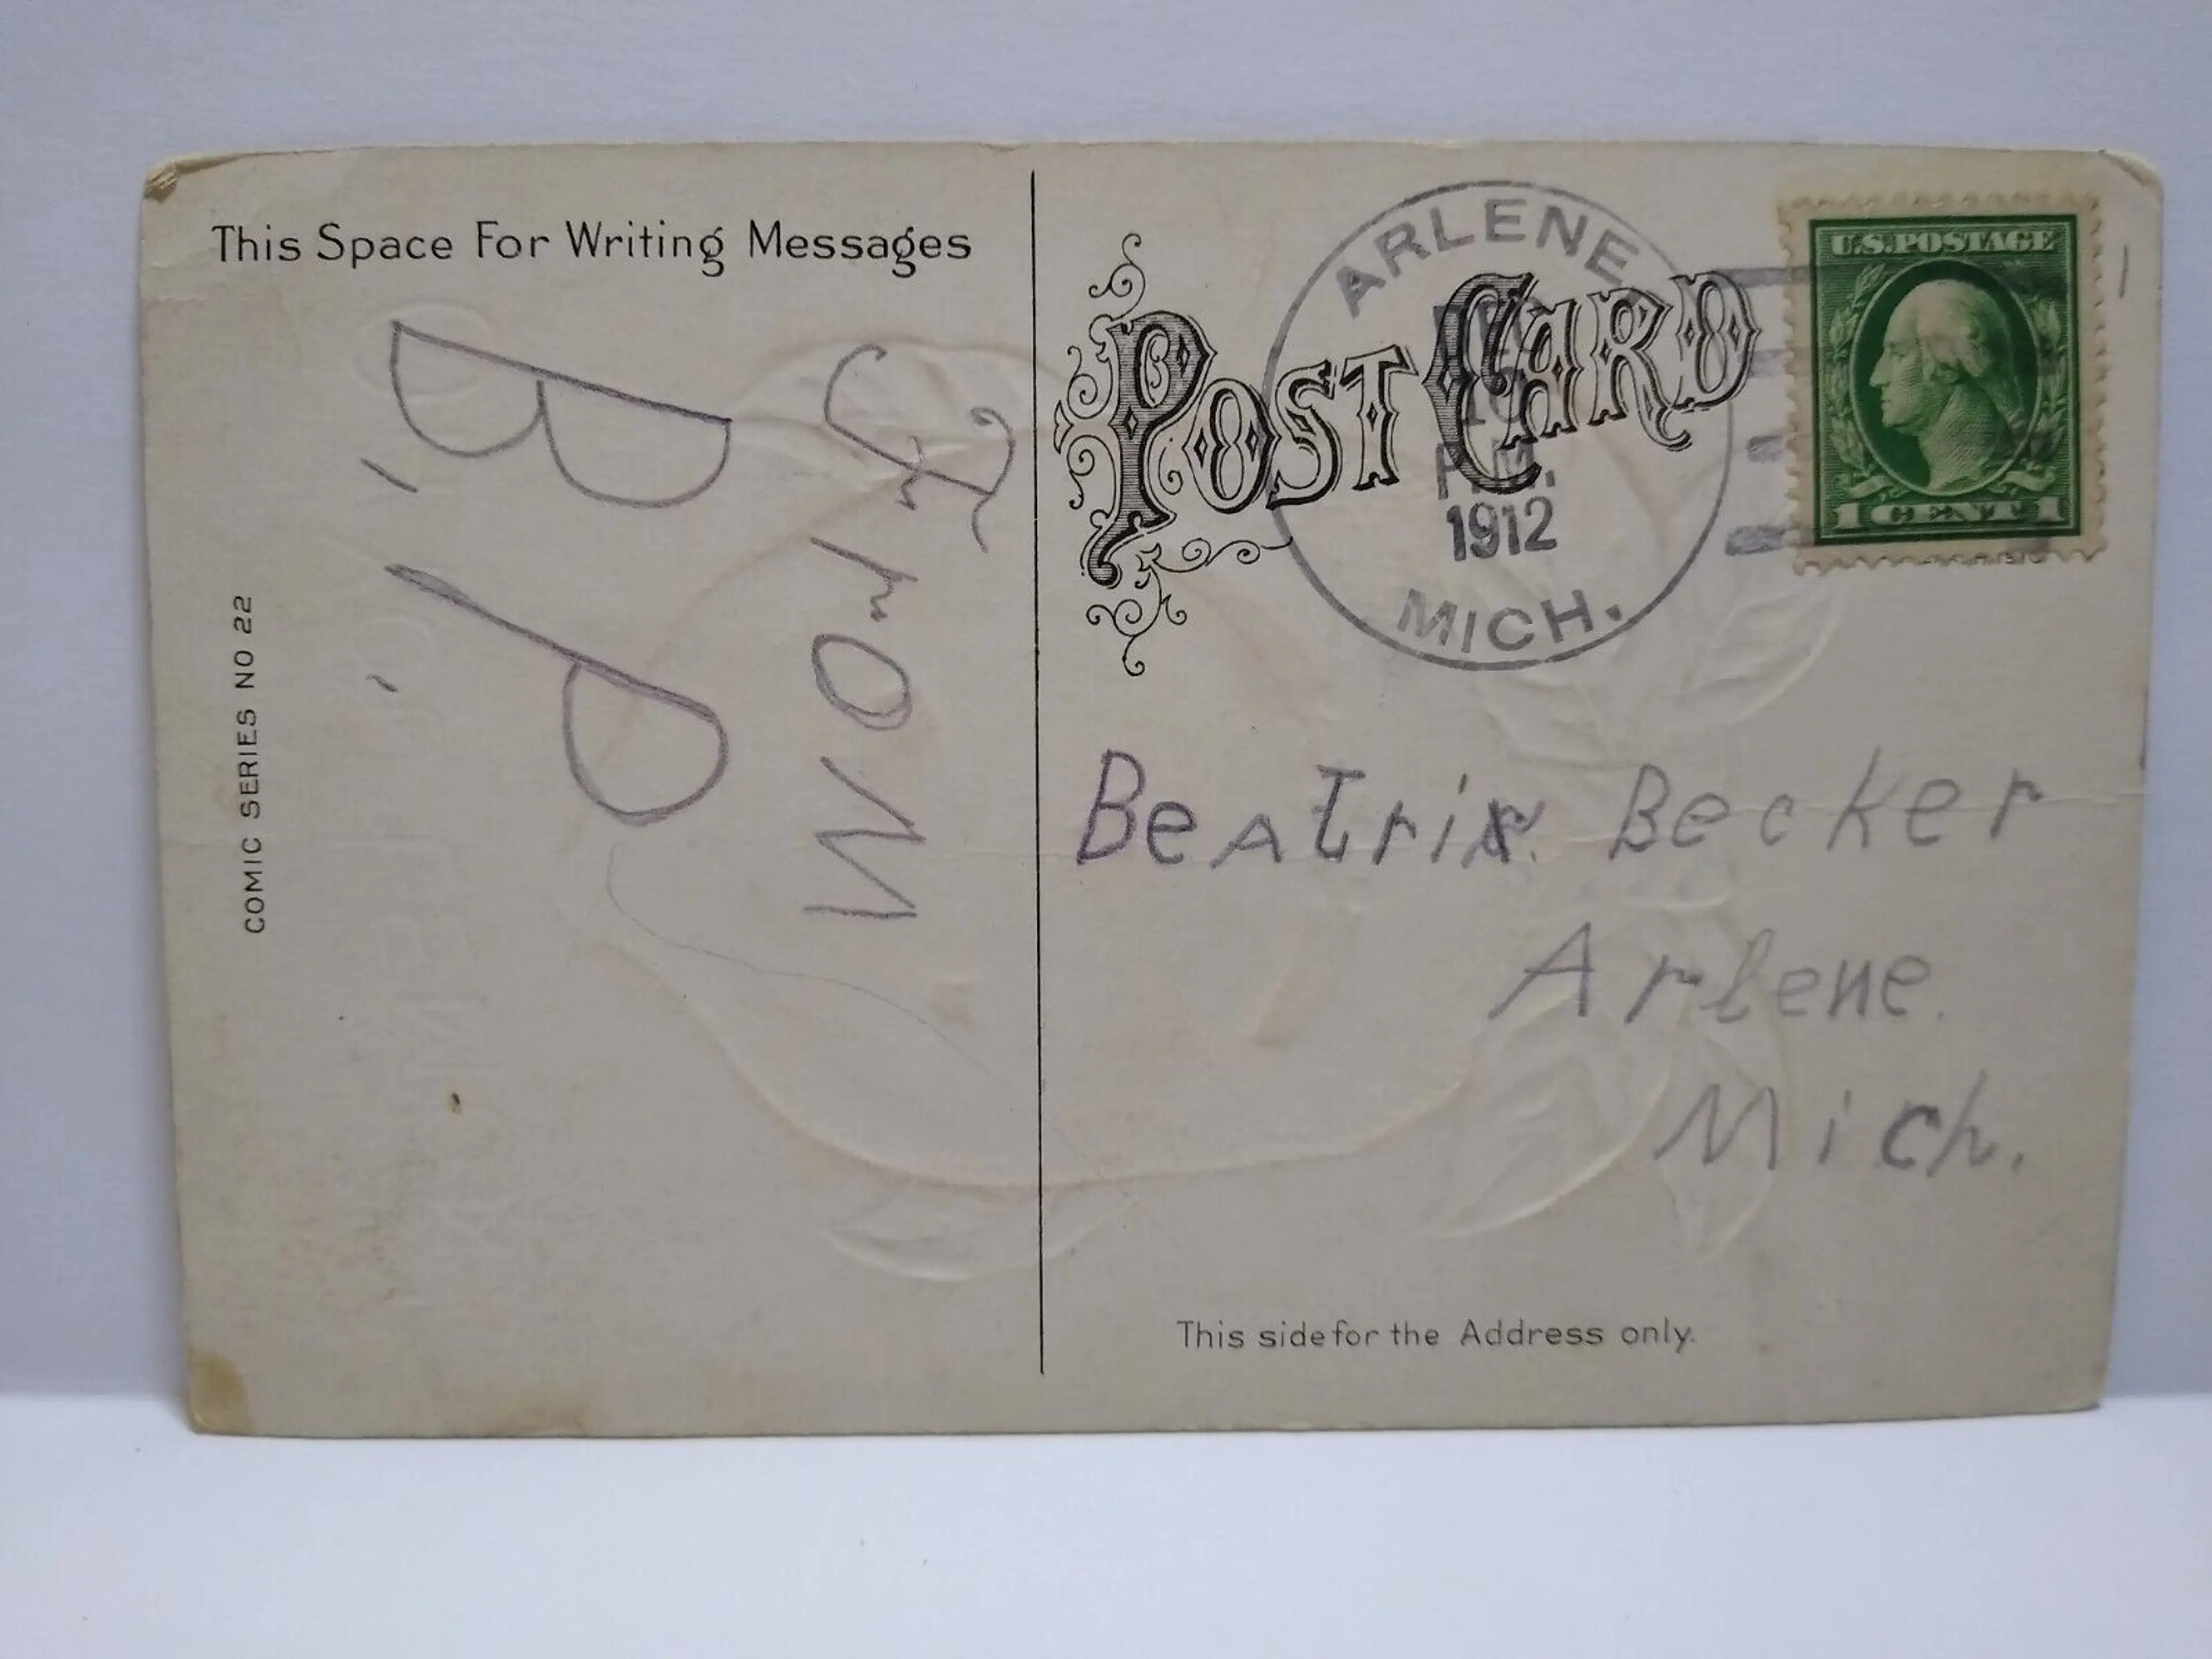 This Space For Writing Messages
From
B. P.
COMIC SERIES NO 22
POST CARD
ARLENE
1912
MICH.
U.S. POSTAGE
1 CENT 1
Beatrix Becker
Arlene.
Mich.
This side for the Address only.